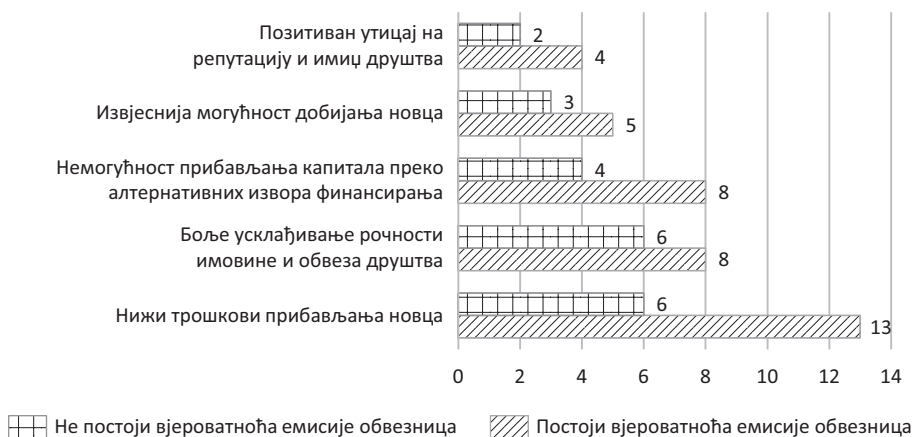 Позитиван утицај на
репутацију и имиџ друштва
2
4
Извјеснија могућност добијања новца
3
5
Немогућност прибављања капитала преко
алтернативних извора финансирања
4
8
Боље усклађивање рочности
имовине и обвеза друштва
6
8
Нижи трошкови прибављања новца
6
13
0 2 4 6 8 10 12 14
Не постоји вјероватноћа емисије обвезница Постоји вјероватноћа емисије обвезница